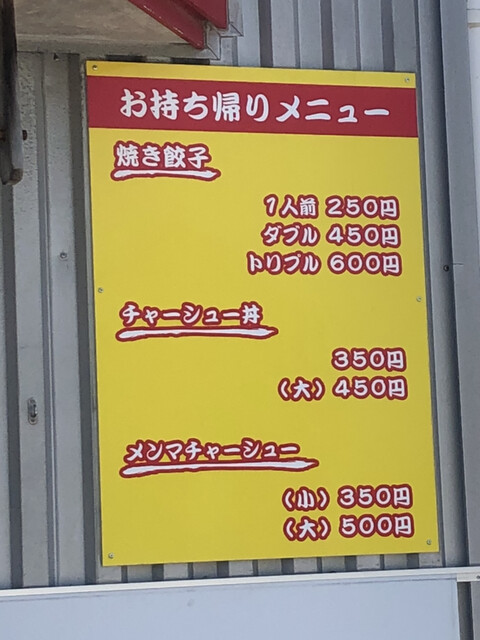 お持ち帰りメニュー
焼き餃子
1人前 250円
ダブル 450円
トリプル 600円
チャーシュー丼
350円
(大) 450円
メンマチャーシュー
(小) 350円
(大) 500円